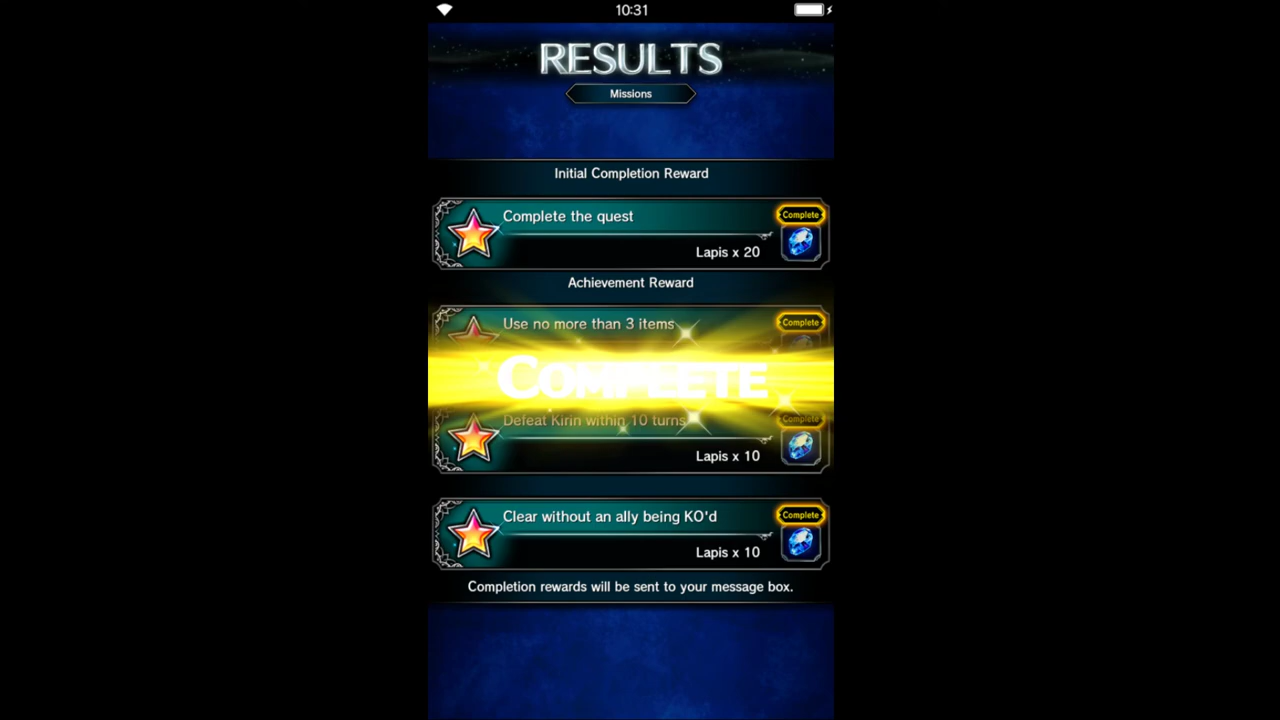 10:31
RESULTS
Missions
Initial Completion Reward
Complete the quest
Complete
Lapis x 20
Achievement Reward
Use no more than 3 items
Complete
COMPLETE
Defeat Kirin within 10 turns
Complete
Lapis x 10
Clear without an ally being KO'd
Complete
Lapis x 10
Completion rewards will be sent to your message box.